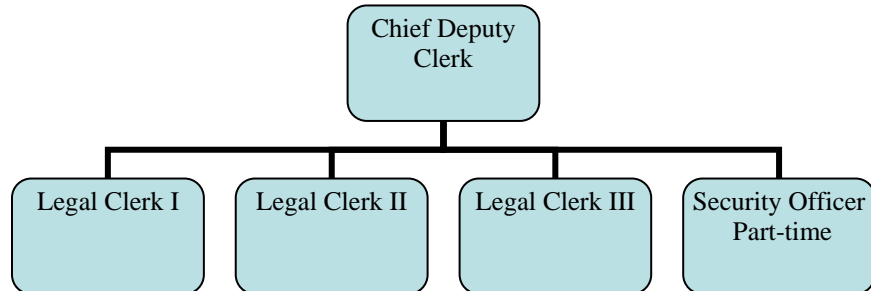 Chief Deputy
Clerk
Legal Clerk I
Legal Clerk II
Legal Clerk III
Security Officer
Part-time